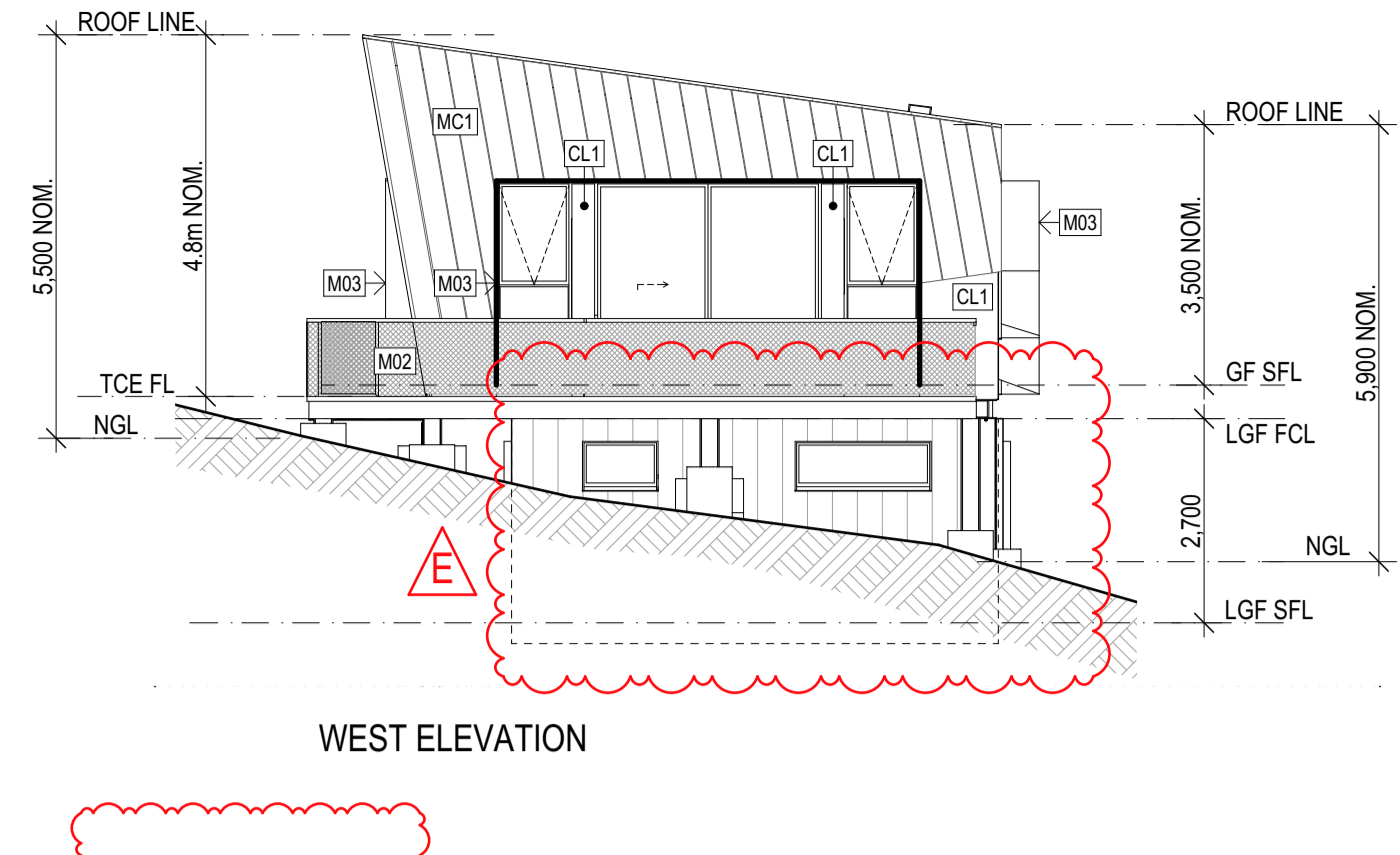 ROOF LINE
ROOF LINE
MC1
CL1
CL1
5,500 NOM.
4.8m NOM.
M03
M03
M03
CL1
3,500 NOM.
5,900 NOM.
M02
TCE FL
GF SFL
NGL
LGF FCL
2,700
E
NGL
LGF SFL
WEST ELEVATION